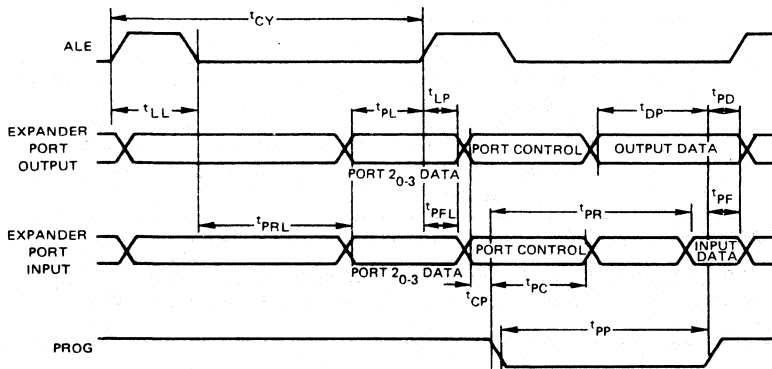 tCY
ALE
tLL
tPL
tLP
tDP
tPD
EXPANDER
PORT
OUTPUT
PORT CONTROL
OUTPUT DATA
PORT 20-3 DATA
tPRL
tPFL
tPR
tPF
EXPANDER
PORT
INPUT
PORT CONTROL
INPUT
DATA
PORT 20-3 DATA
tCP
tPC
tPP
PROG